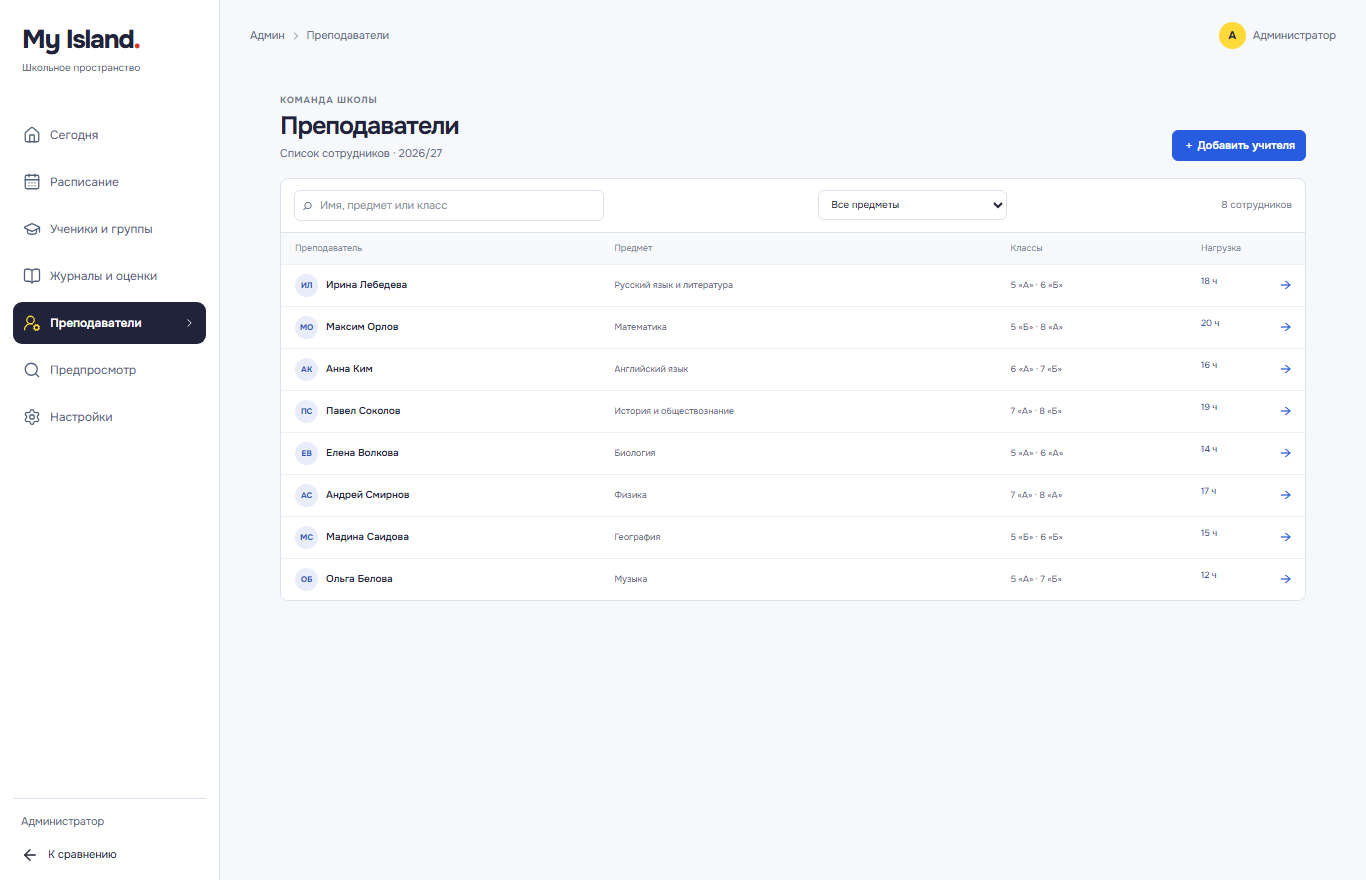 My Island.
Школьное пространство
Сегодня
Расписание
Ученики и группы
Журналы и оценки
Преподаватели
Предпросмотр
Настройки
Администратор
К сравнению
Админ
Преподаватели
А Администратор
КОМАНДА ШКОЛЫ
Преподаватели
Список сотрудников · 2026/27
+ Добавить учителя
Имя, предмет или класс
Все предметы
8 сотрудников
Преподаватель Предмет Классы Нагрузка
ИЛ Ирина Лебедева Русский язык и литература 5 «А» · 6 «Б» 18 ч
МО Максим Орлов Математика 5 «Б» · 8 «А» 20 ч
АК Анна Ким Английский язык 6 «А» · 7 «Б» 16 ч
ПС Павел Соколов История и обществознание 7 «А» · 8 «Б» 19 ч
ЕВ Елена Волкова Биология 5 «А» · 6 «А» 14 ч
АС Андрей Смирнов Физика 7 «А» · 8 «А» 17 ч
МС Мадина Саидова География 5 «Б» · 6 «Б» 15 ч
ОБ Ольга Белова Музыка 5 «А» · 7 «Б» 12 ч